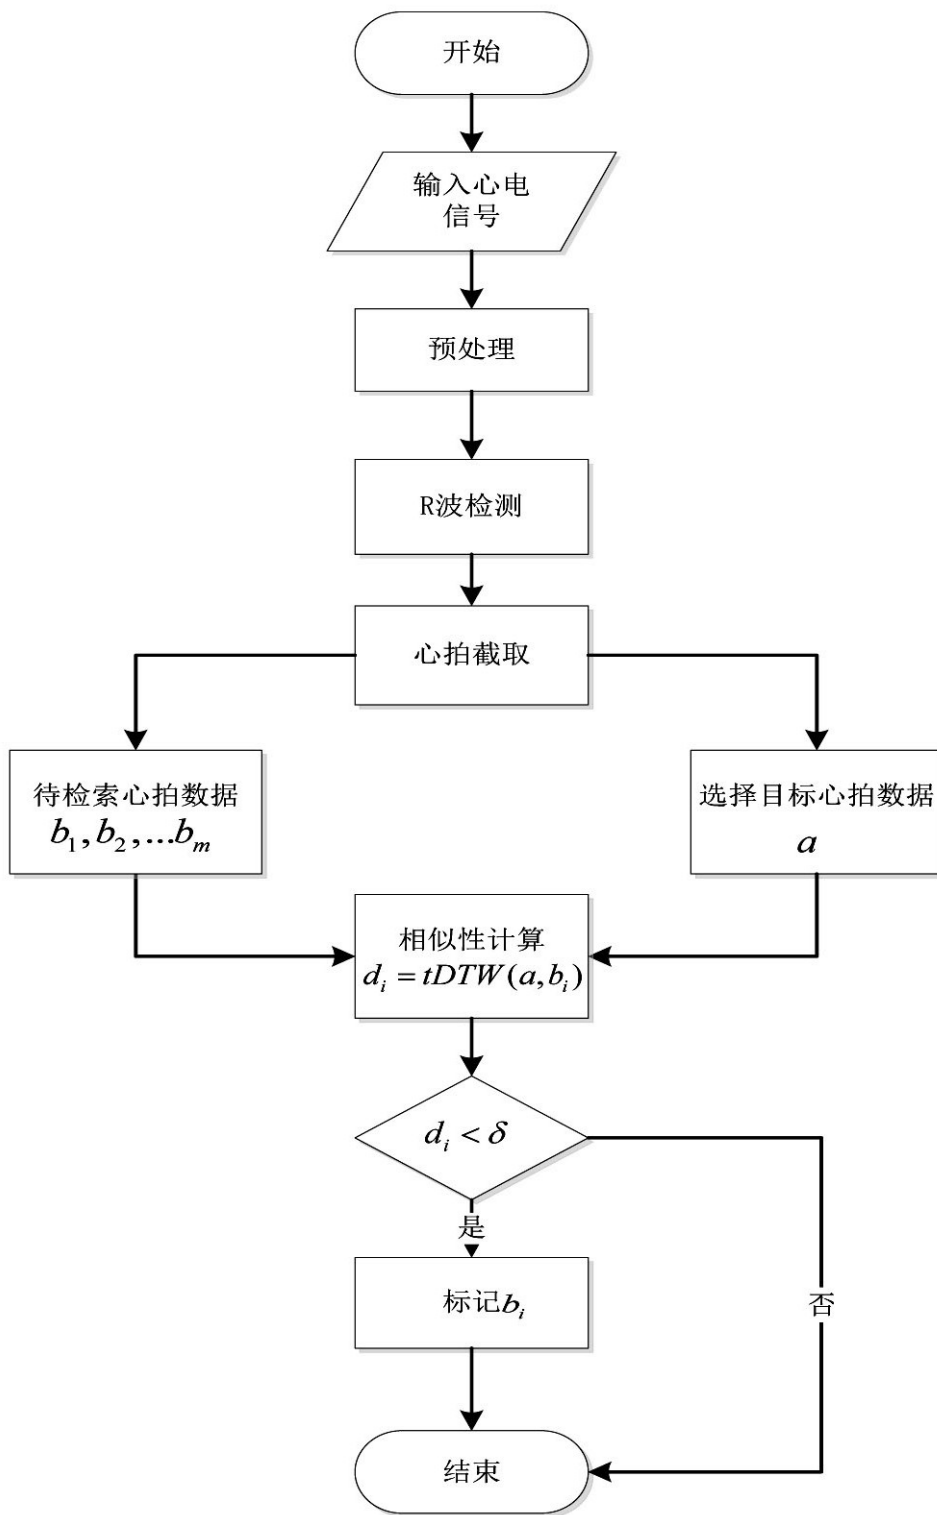 开始
输入心电
信号
预处理
R波检测
心拍截取
待检索心拍数据
b₁,b₂,...bₘ
选择目标心拍数据
a
相似性计算
dᵢ=tDTW(a,bᵢ)
dᵢ<δ
是
标记bᵢ
否
结束